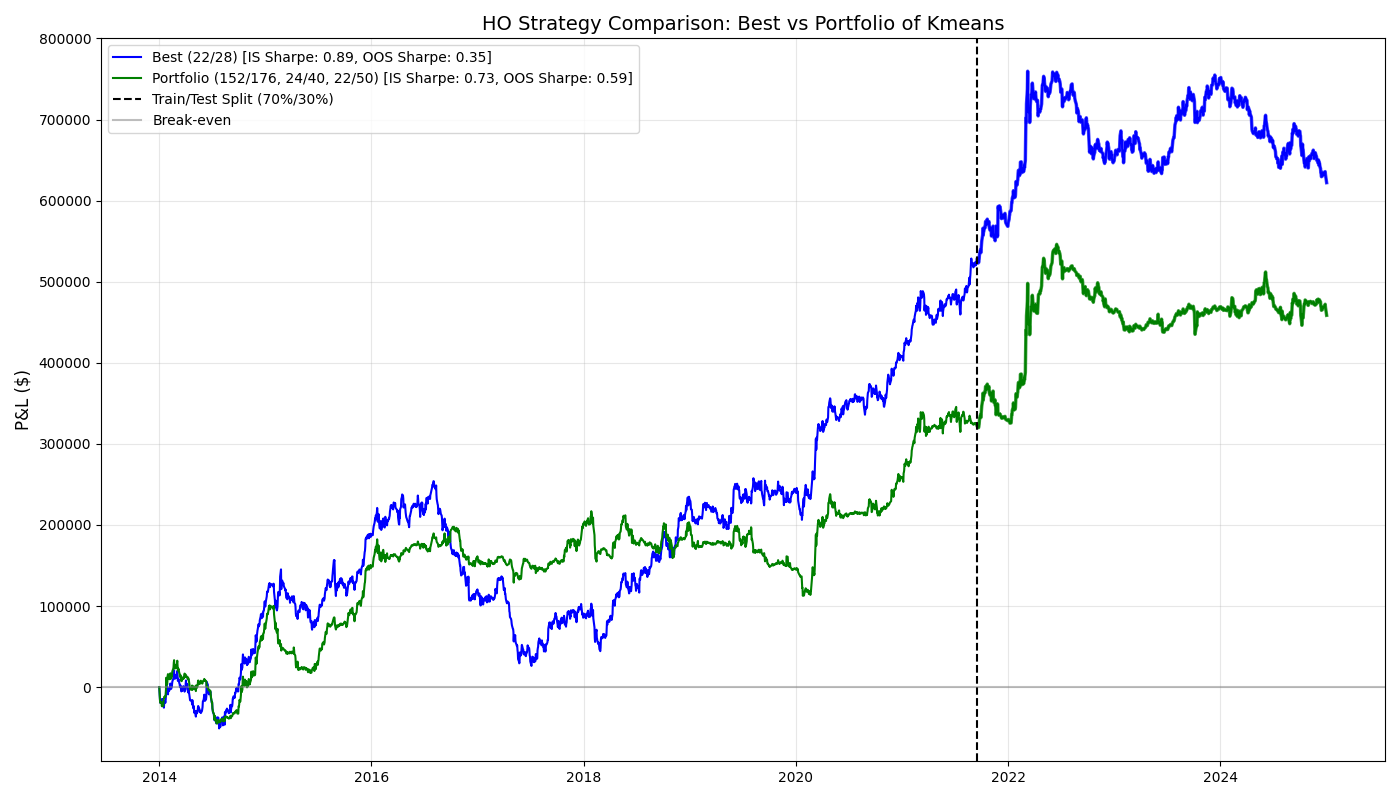 HO Strategy Comparison: Best vs Portfolio of Kmeans
Best (22/28) [IS Sharpe: 0.89, OOS Sharpe: 0.35]
Portfolio (152/176, 24/40, 22/50) [IS Sharpe: 0.73, OOS Sharpe: 0.59]
Train/Test Split (70%/30%)
Break-even
P&L ($)
800000
700000
600000
500000
400000
300000
200000
100000
0
2014
2016
2018
2020
2022
2024